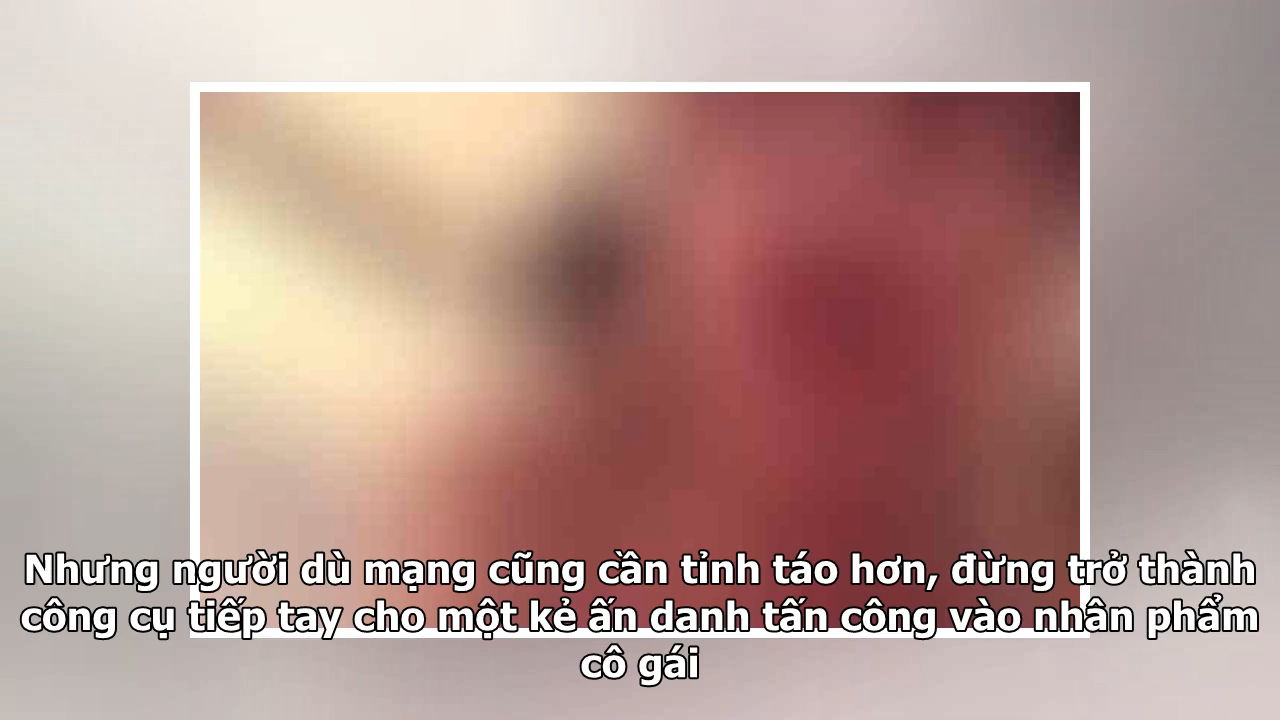 Nhưng người dù mạng cũng cần tỉnh táo hơn, đừng trở thành
công cụ tiếp tay cho một kẻ ấn danh tấn công vào nhân phẩm
cô gái